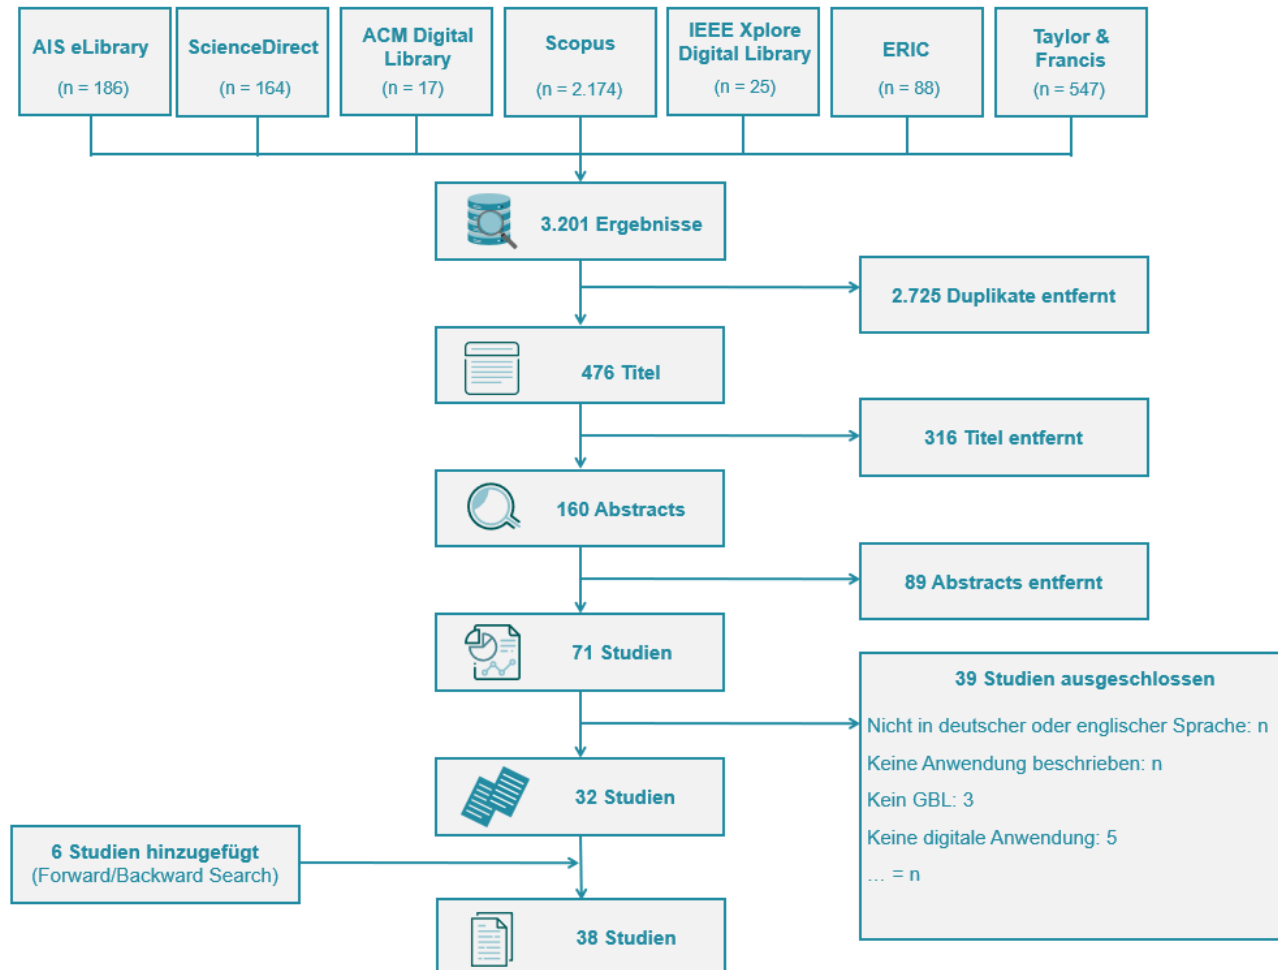 AIS eLibrary
(n = 186)
ScienceDirect
(n = 164)
ACM Digital
Library
(n = 17)
Scopus
(n = 2.174)
IEEE Xplore
Digital Library
(n = 25)
ERIC
(n = 88)
Taylor &
Francis
(n = 547)
3.201 Ergebnisse
2.725 Duplikate entfernt
476 Titel
316 Titel entfernt
160 Abstracts
89 Abstracts entfernt
71 Studien
39 Studien ausgeschlossen
Nicht in deutscher oder englischer Sprache: n
Keine Anwendung beschrieben: n
Kein GBL: 3
Keine digitale Anwendung: 5
... = n
32 Studien
6 Studien hinzugefügt
(Forward/Backward Search)
38 Studien